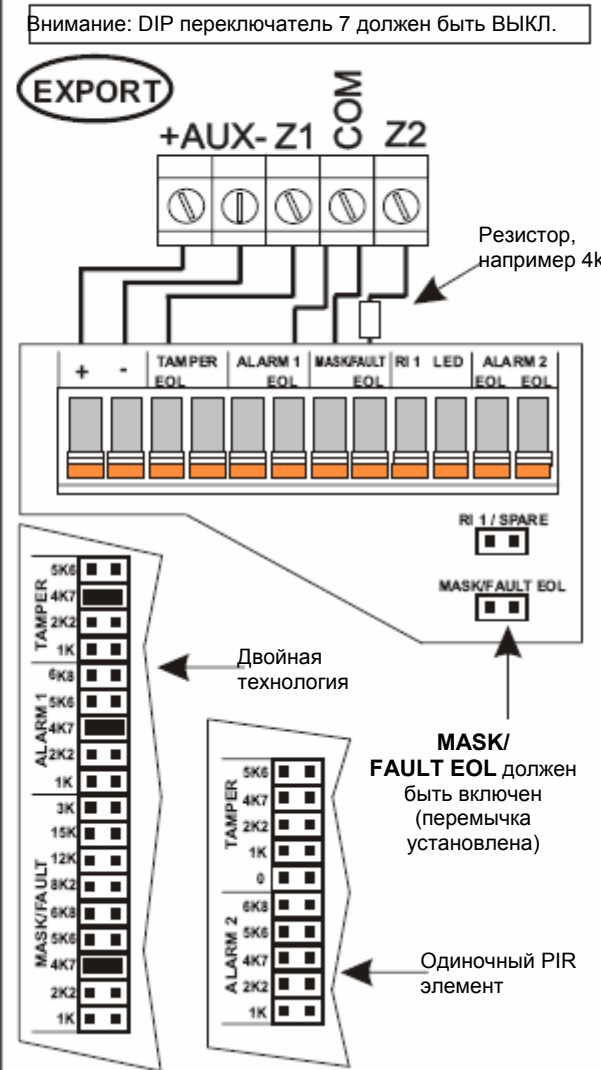 Внимание: DIP переключатель 7 должен быть ВЫКЛ.
EXPORT
+AUX- Z1 COM Z2
Резистор,
например 4k
+ - TAMPER ALARM 1 MASK/FAULT RI 1 LED ALARM 2
EOL EOL EOL EOL EOL
RI 1 / SPARE
MASK/FAULT EOL
TAMPER
5K6
4K7
2K2
1K
ALARM 1
6K8
5K6
4K7
2K2
1K
MASK/FAULT
3K
15K
12K
8K2
6K8
5K6
4K7
2K2
1K
Двойная
технология
MASK/
FAULT EOL должен
быть включен
(перемычка
установлена)
TAMPER
5K6
4K7
2K2
1K
0
ALARM 2
6K8
5K6
4K7
2K2
1K
Одиночный PIR
элемент